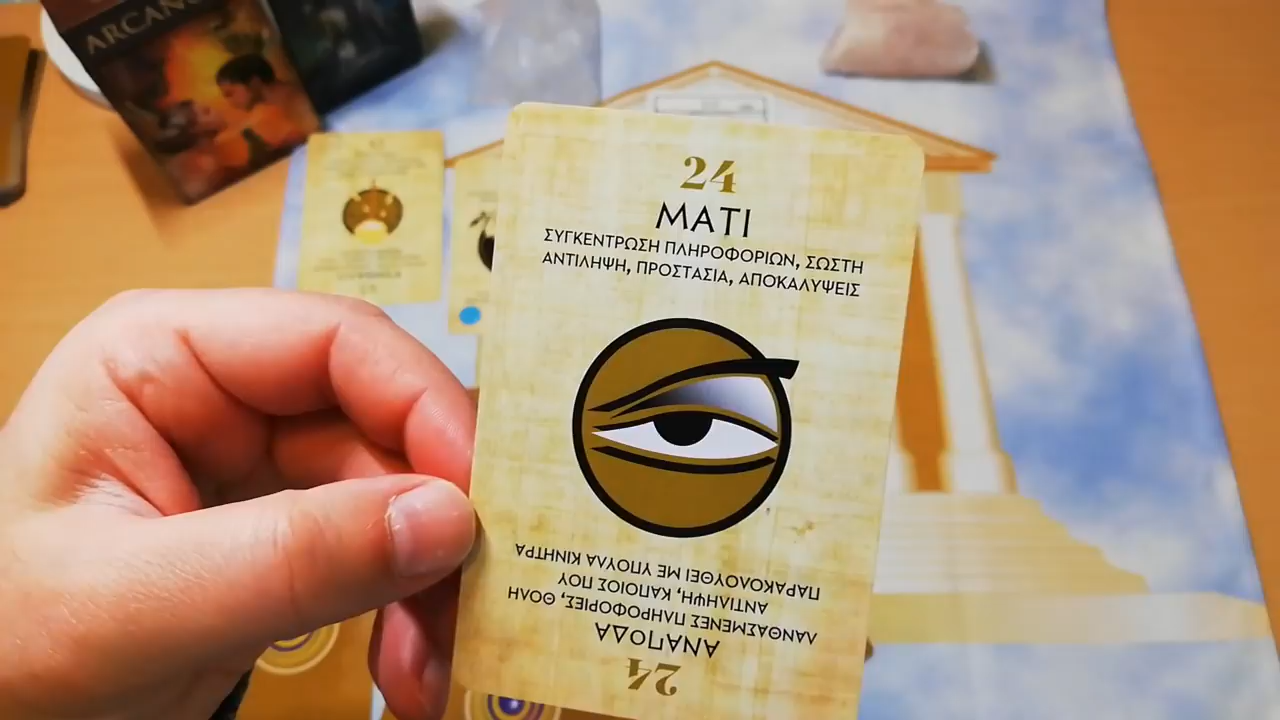 ARCANO
24
ΜΑΤΙ
ΣΥΓΚΕΝΤΡΩΣΗ ΠΛΗΡΟΦΟΡΙΩΝ, ΣΩΣΤΗ
ΑΝΤΙΛΗΨΗ, ΠΡΟΣΤΑΣΙΑ, ΑΠΟΚΑΛΥΨΕΙΣ
24
ΑΝΑΠΟΔΑ
ΛΑΝΘΑΣΜΕΝΕΣ ΠΛΗΡΟΦΟΡΙΕΣ, ΘΟΛΗ
ΑΝΤΙΛΗΨΗ, ΚΑΠΟΙΟΣ ΠΟΥ
ΠΑΡΑΚΟΛΟΥΘΕΙ ΜΕ ΥΠΟΥΛΑ ΚΙΝΗΤΡΑ